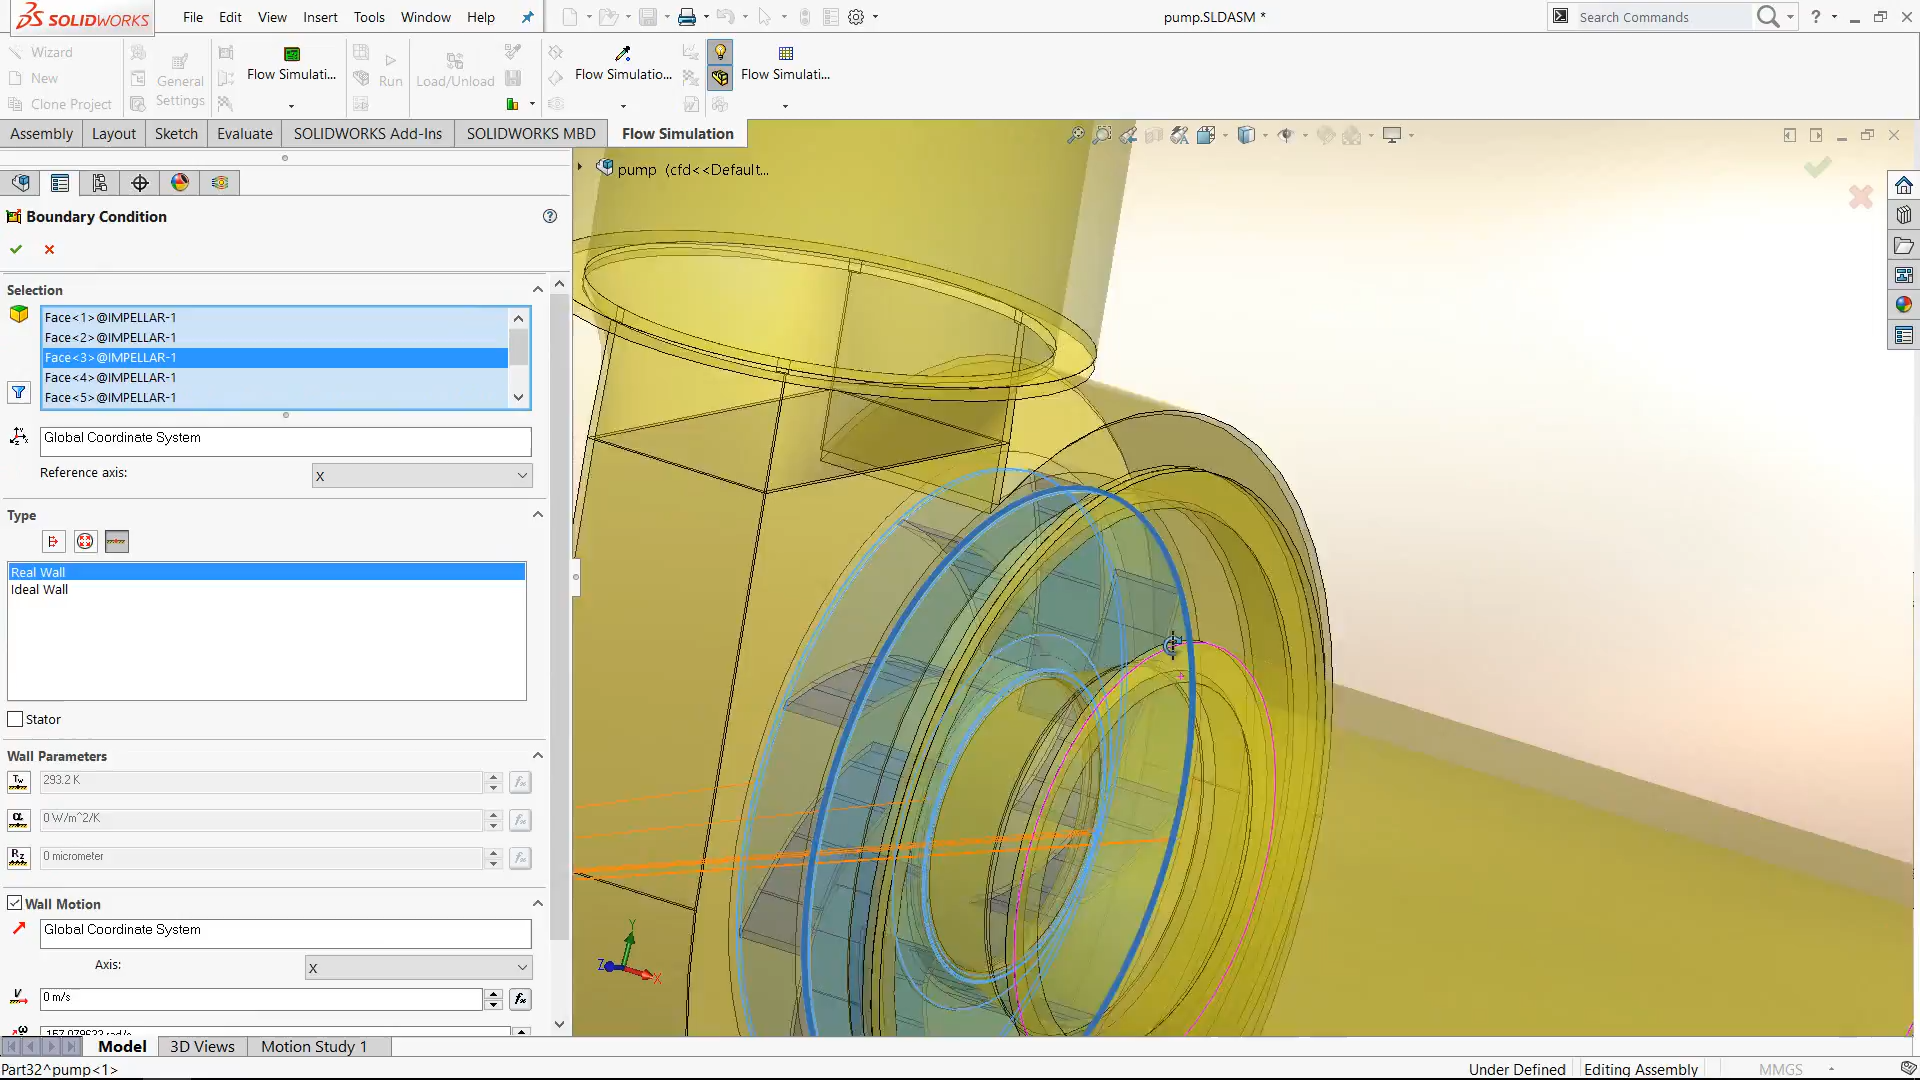 SOLIDWORKS
File Edit View Insert Tools Window Help
pump.SLDASM *
Search Commands
Wizard
New
Clone Project
General Settings
Flow Simulati...
Run
Load/Unload
Flow Simulatio...
Flow Simulati...
Assembly Layout Sketch Evaluate SOLIDWORKS Add-Ins SOLIDWORKS MBD Flow Simulation
pump (cfd<<Default...
Boundary Condition
Selection
Face<1>@IMPELLAR-1
Face<2>@IMPELLAR-1
Face<3>@IMPELLAR-1
Face<4>@IMPELLAR-1
Face<5>@IMPELLAR-1
Global Coordinate System
Reference axis: X
Type
Real Wall
Ideal Wall
Stator
Wall Parameters
Tw 293.2 K
α 0 W/m^2/K
Rz 0 micrometer
Wall Motion
Global Coordinate System
Axis: X
V 0 m/s
ω -157.079633 rad/s
Y
Z
X
Model 3D Views Motion Study 1
Part32^pump<1>
Under Defined Editing Assembly MMGS